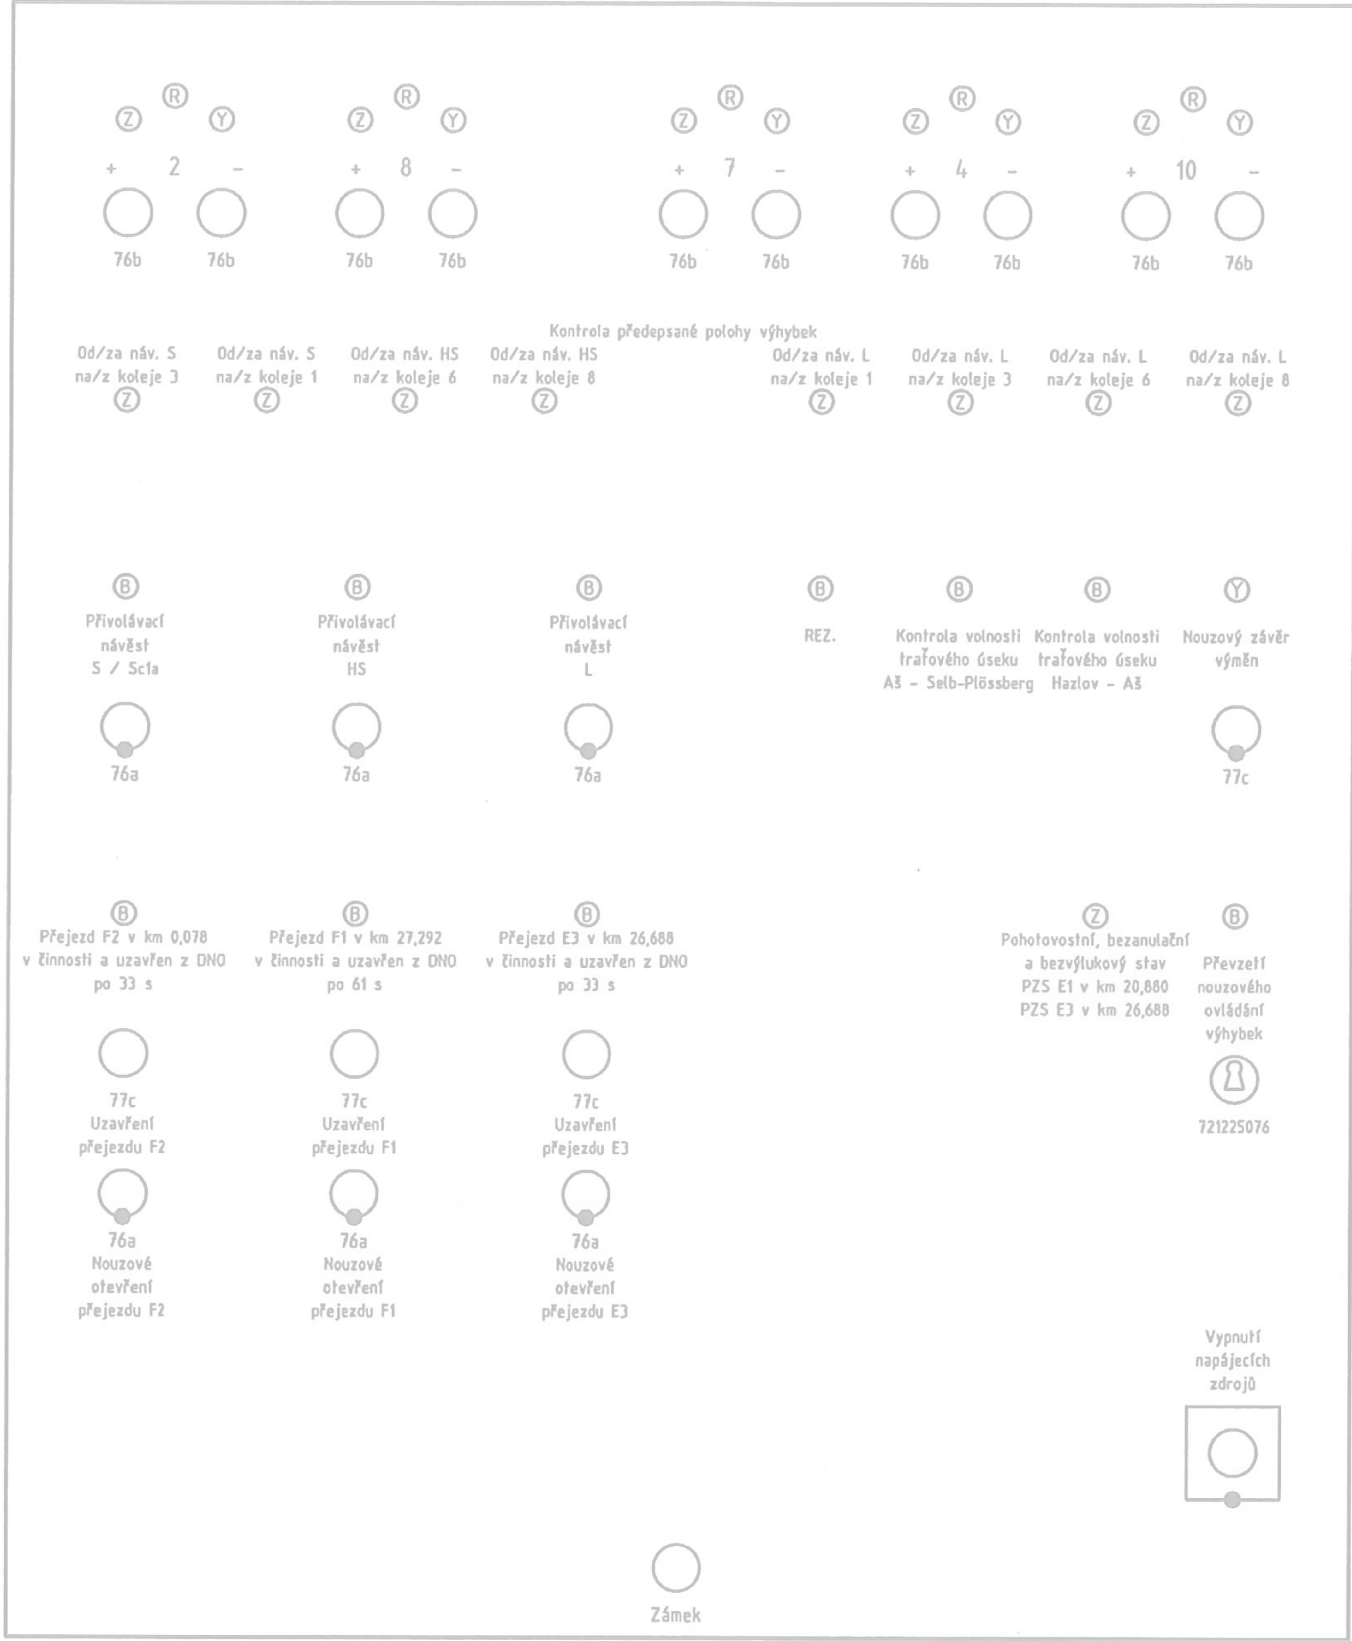 R R R R R
Z Y Z Y Z Y Z Y Z Y
+ 2 - + 8 - + 7 - + 4 - + 10 -
76b 76b 76b 76b 76b 76b 76b 76b 76b 76b
Kontrola předepsané polohy výhybek
Od/za náv. S
na/z koleje 3
Z
Od/za náv. S
na/z koleje 1
Z
Od/za náv. HS
na/z koleje 6
Z
Od/za náv. HS
na/z koleje 8
Z
Od/za náv. L
na/z koleje 1
Z
Od/za náv. L
na/z koleje 3
Z
Od/za náv. L
na/z koleje 6
Z
Od/za náv. L
na/z koleje 8
Z
B
Přivolávací
návěst
S / Sc1a
76a
B
Přivolávací
návěst
HS
76a
B
Přivolávací
návěst
L
76a
B
REZ.
B
Kontrola volnosti
traťového úseku
Aš - Selb-Plössberg
B
Kontrola volnosti
traťového úseku
Hazlov - Aš
Y
Nouzový závěr
výměn
77c
B
Přejezd F2 v km 0,078
v činnosti a uzavřen z DNO
po 33 s
77c
Uzavření
přejezdu F2
76a
Nouzové
otevření
přejezdu F2
B
Přejezd F1 v km 27,292
v činnosti a uzavřen z DNO
po 61 s
77c
Uzavření
přejezdu F1
76a
Nouzové
otevření
přejezdu F1
B
Přejezd E3 v km 26,688
v činnosti a uzavřen z DNO
po 33 s
77c
Uzavření
přejezdu E3
76a
Nouzové
otevření
přejezdu E3
Z
Pohotovostní, bezanulační
a bezvýlukový stav
PZS E1 v km 20,880
PZS E3 v km 26,688
B
Převzetí
nouzového
ovládání
výhybek
721225076
Vypnutí
napájecích
zdrojů
Zámek